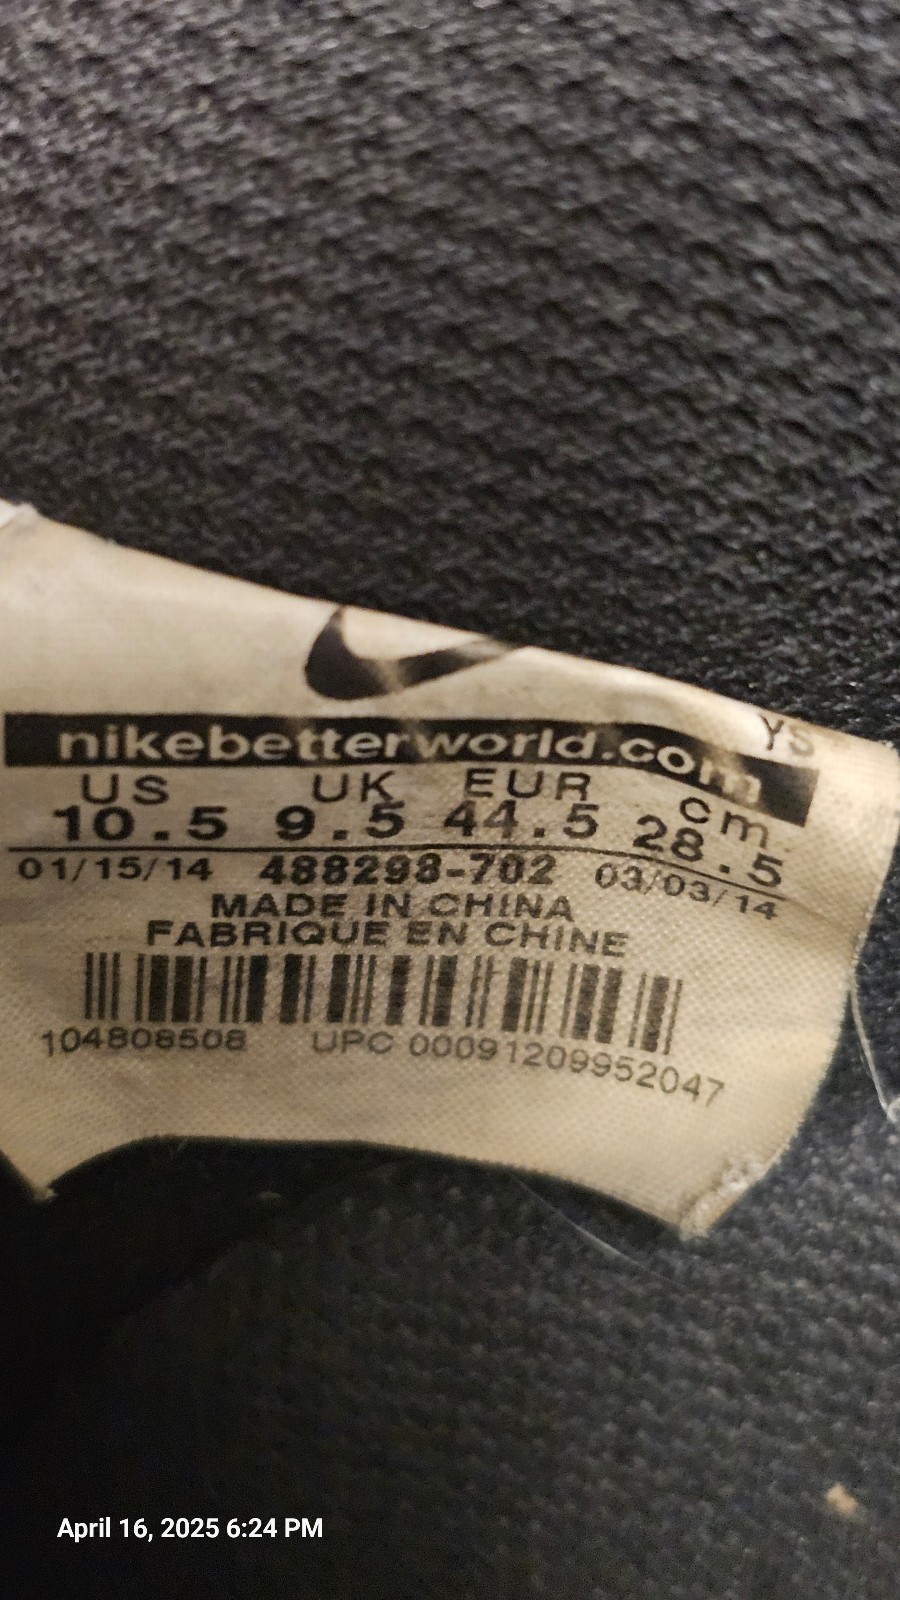 YS
nikebetterworld.com
US UK EUR cm
10.5 9.5 44.5 28.5
01/15/14 488298-702 03/03/14
MADE IN CHINA
FABRIQUE EN CHINE
104808508 UPC 00091209952047
April 16, 2025 6:24 PM